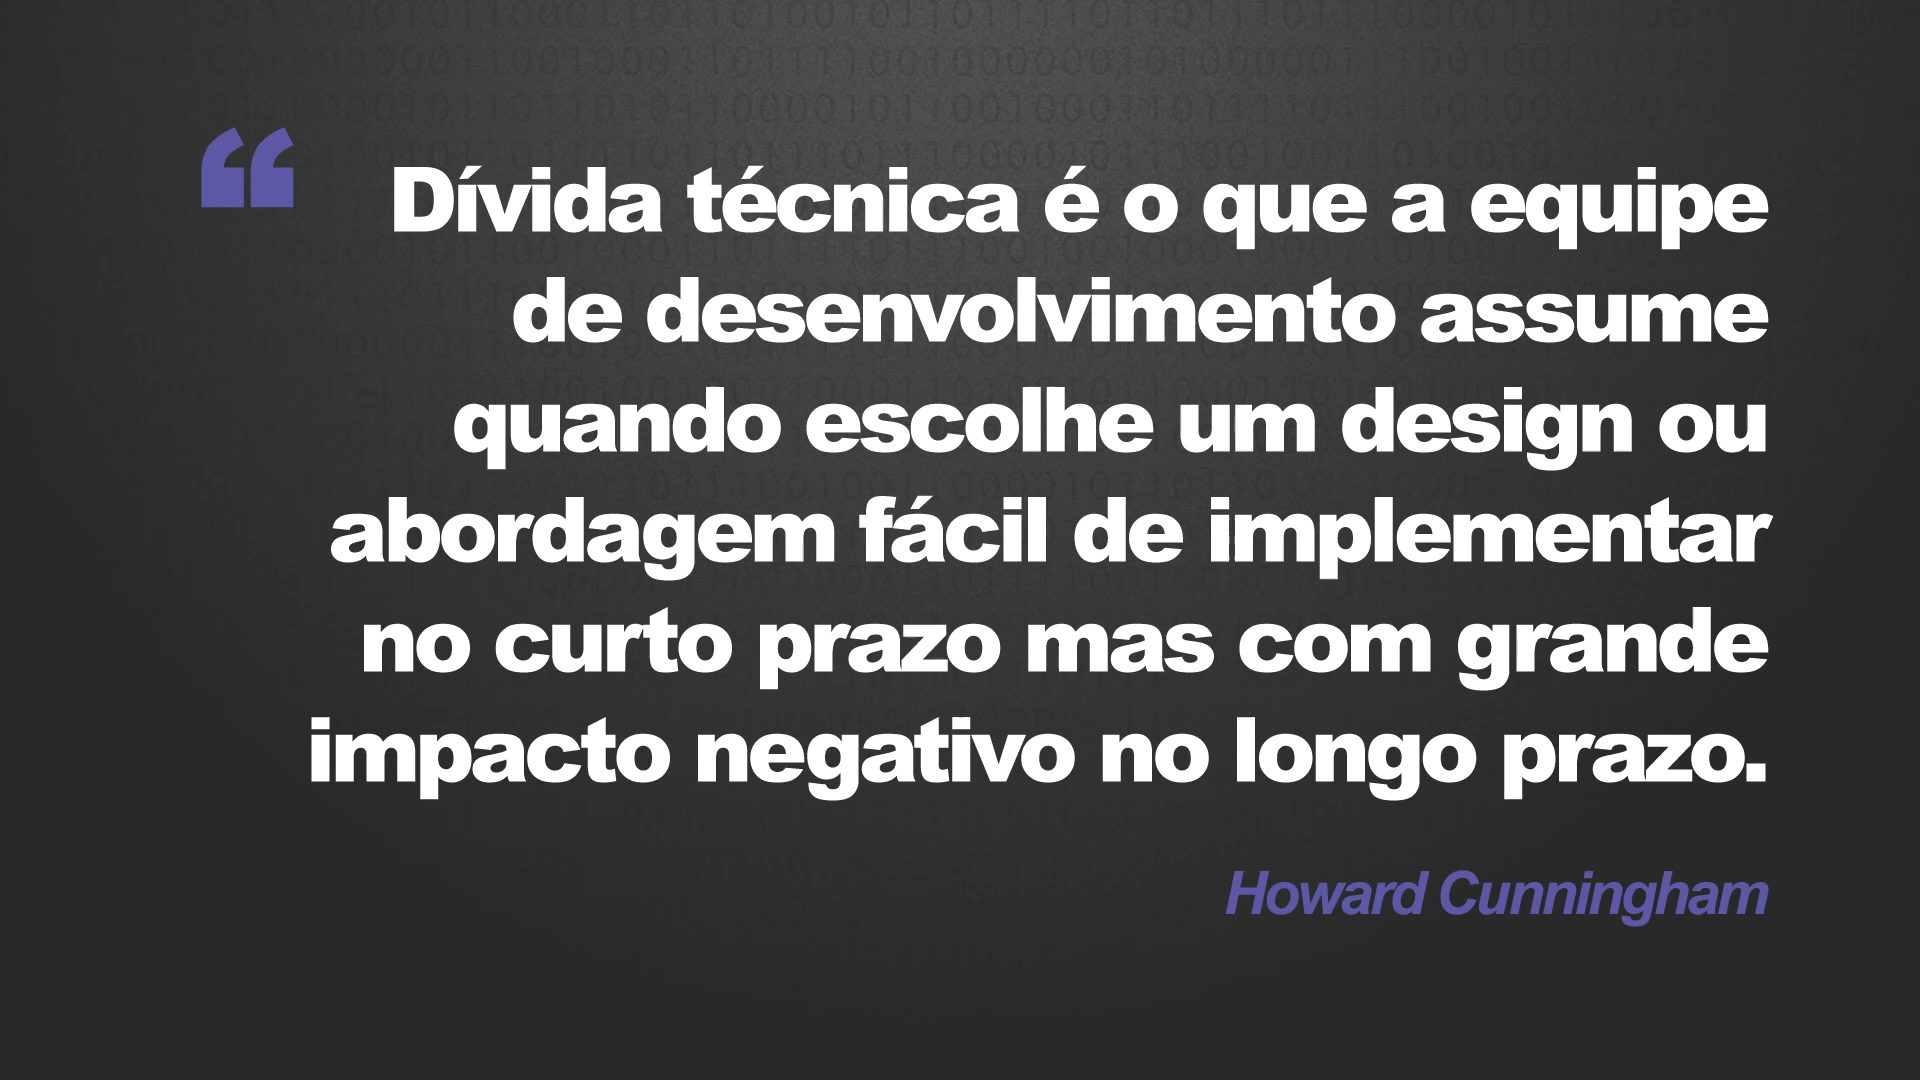 “ Dívida técnica é o que a equipe
de desenvolvimento assume
quando escolhe um design ou
abordagem fácil de implementar
no curto prazo mas com grande
impacto negativo no longo prazo.
Howard Cunningham